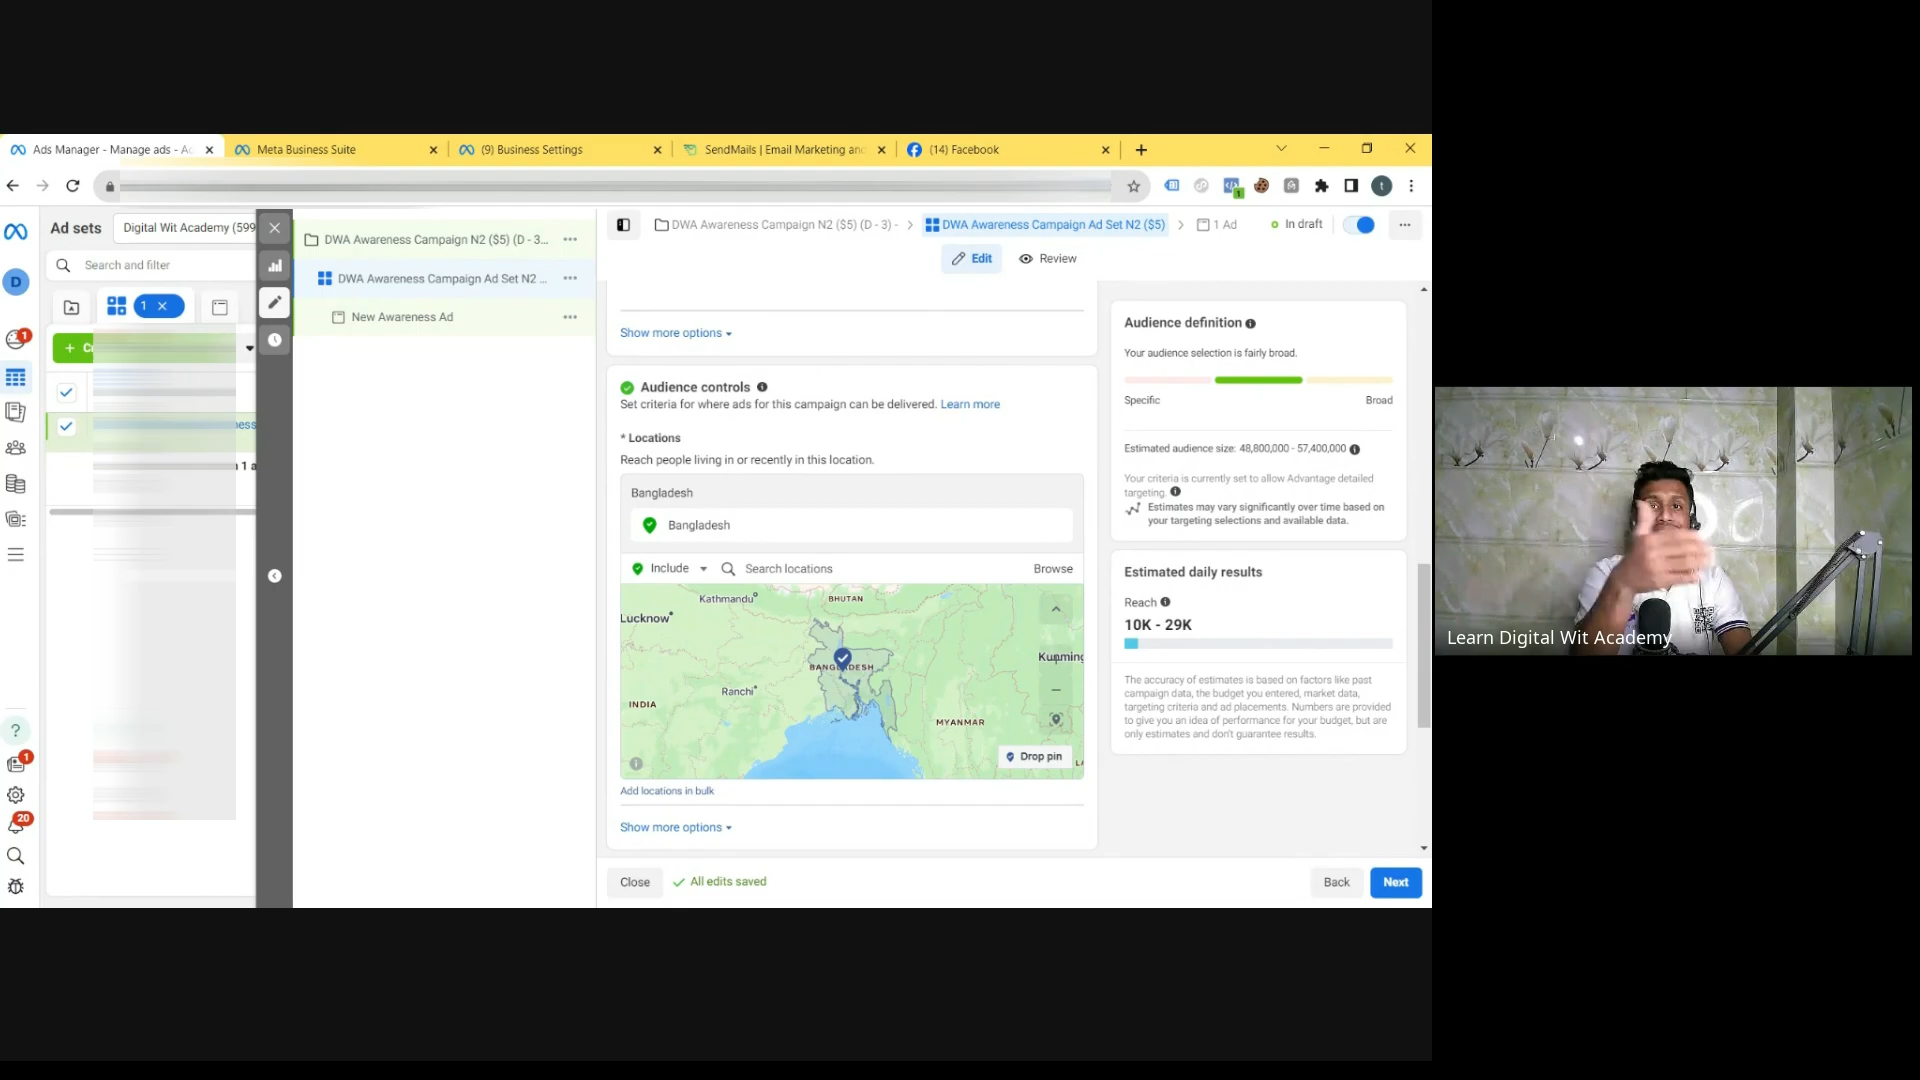 Ads Manager - Manage ads - Ad
Meta Business Suite
(9) Business Settings
SendMails | Email Marketing and
(14) Facebook
Ad sets
Digital Wit Academy (599
Search and filter
1
DWA Awareness Campaign N2 ($5) (D - 3...
DWA Awareness Campaign Ad Set N2 ...
New Awareness Ad
DWA Awareness Campaign N2 ($5) (D - 3) -
DWA Awareness Campaign Ad Set N2 ($5)
1 Ad
In draft
Edit
Review
Show more options
Audience controls
Set criteria for where ads for this campaign can be delivered. Learn more
* Locations
Reach people living in or recently in this location.
Bangladesh
Bangladesh
Include
Search locations
Browse
Kathmandu
BHUTAN
Lucknow
Kunming
BANGLADESH
Ranchi
INDIA
MYANMAR
Drop pin
Add locations in bulk
Show more options
Close
All edits saved
Back
Next
Audience definition
Your audience selection is fairly broad.
Specific
Broad
Estimated audience size: 48,800,000 - 57,400,000
Your criteria is currently set to allow Advantage detailed
targeting.
Estimates may vary significantly over time based on
your targeting selections and available data.
Estimated daily results
Reach
10K - 29K
The accuracy of estimates is based on factors like past
campaign data, the budget you entered, market data,
targeting criteria and ad placements. Numbers are provided
to give you an idea of performance for your budget, but are
only estimates and don't guarantee results.
D
t
1
1
1
20
Learn Digital Wit Academy